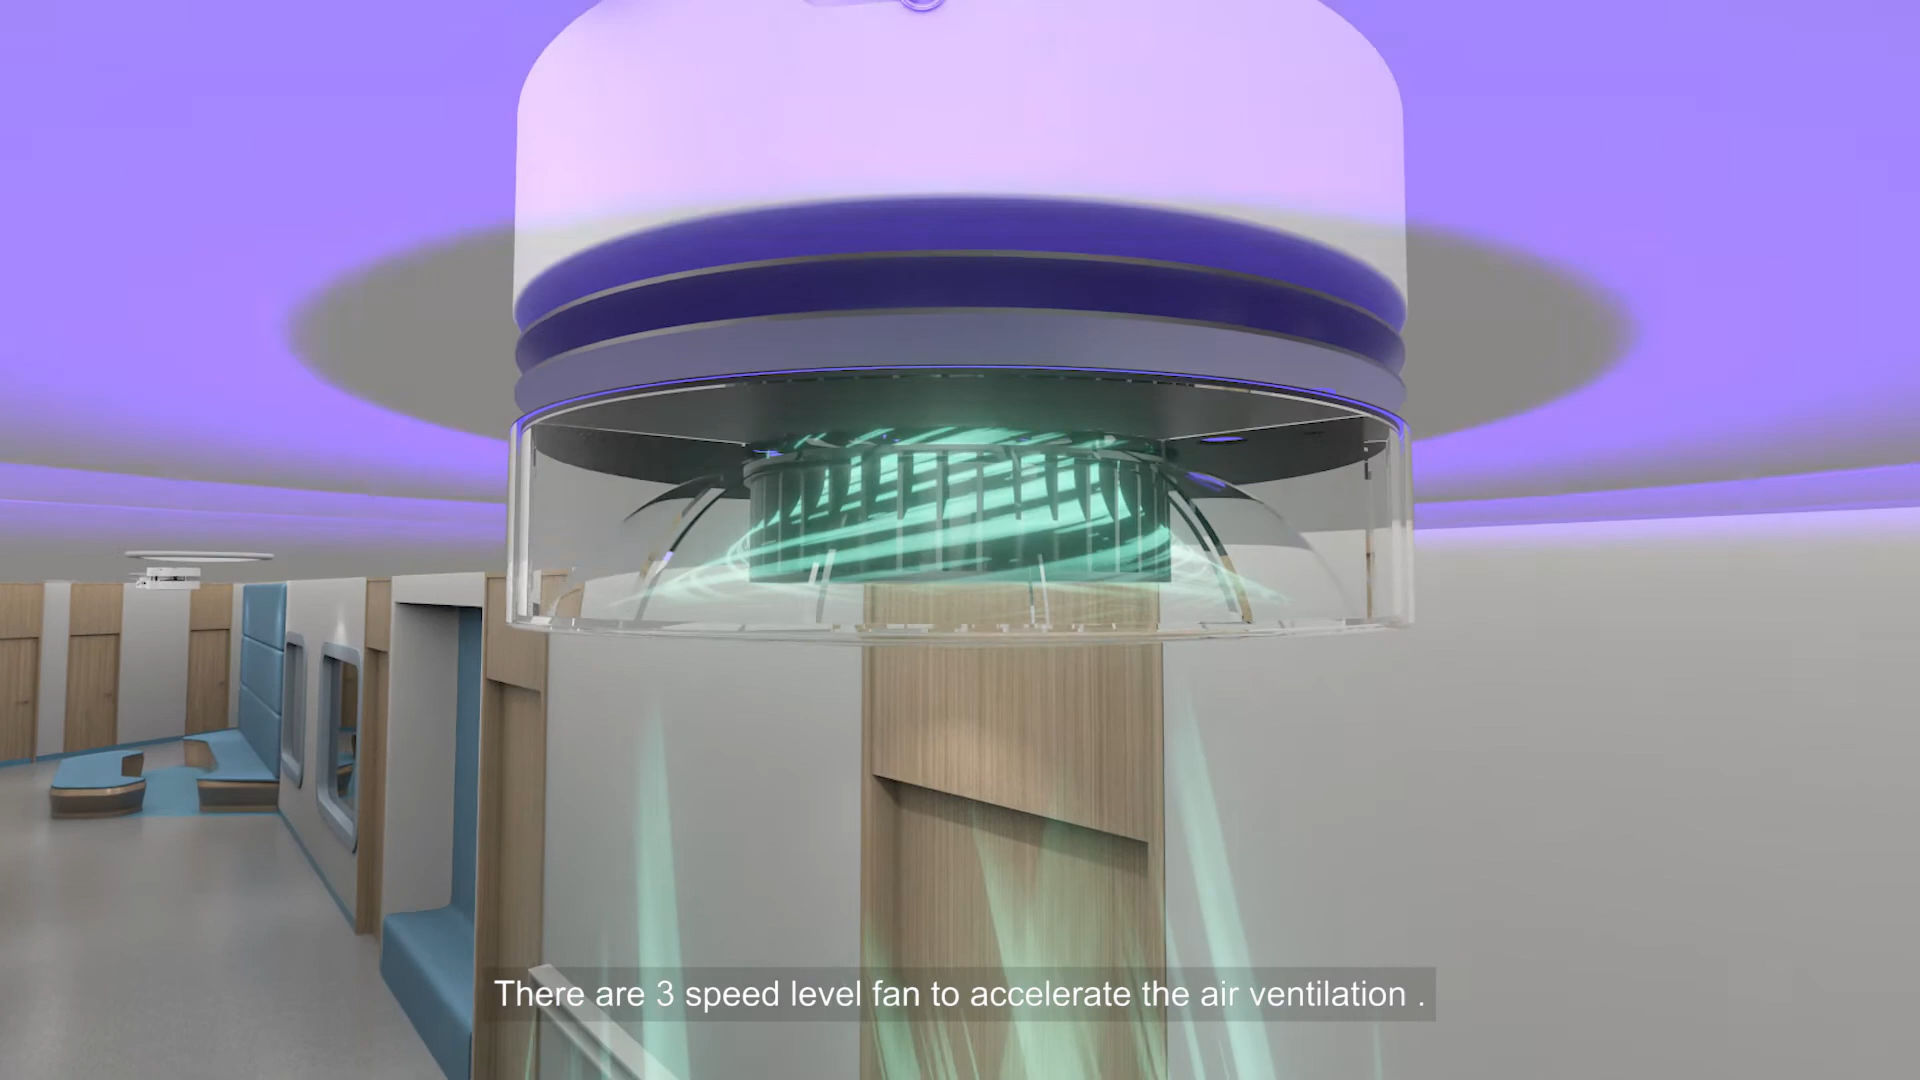 There are 3 speed level fan to accelerate the air ventilation .